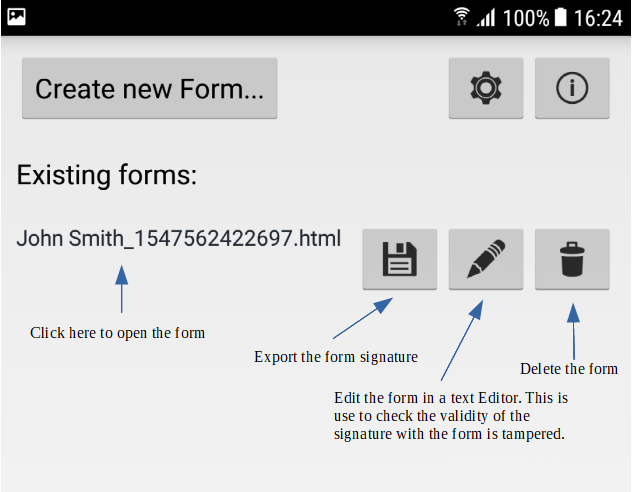 100% 16:24
Create new Form...
Existing forms:
John Smith_1547562422697.html
Click here to open the form
Export the form signature
Delete the form
Edit the form in a text Editor. This is
use to check the validity of the
signature with the form is tampered.